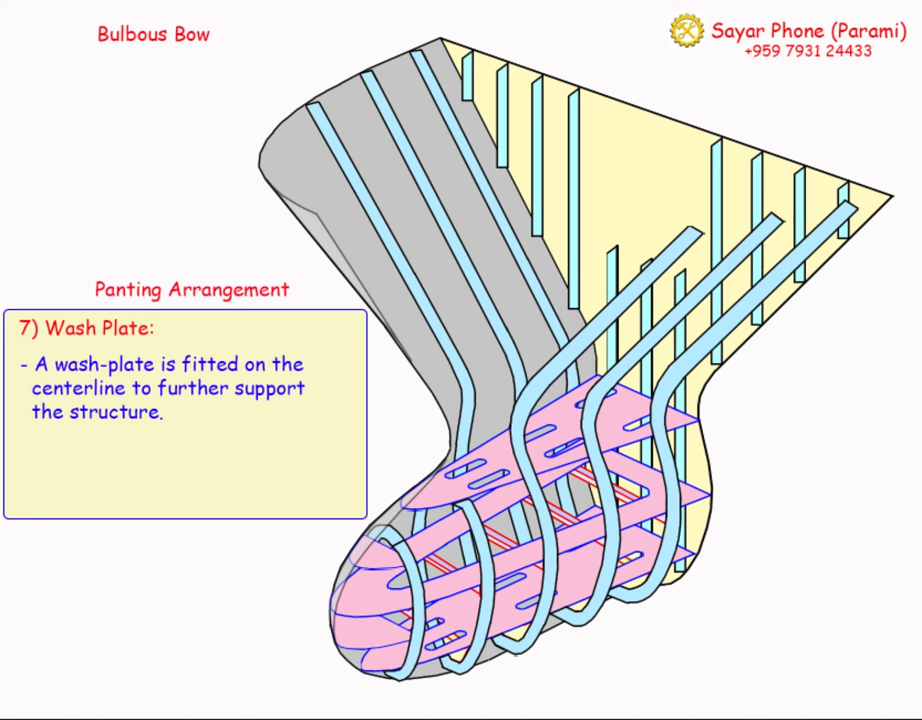 Bulbous Bow
Sayar Phone (Parami)
+959 7931 24433
Panting Arrangement
7) Wash Plate:
- A wash-plate is fitted on the
centerline to further support
the structure.